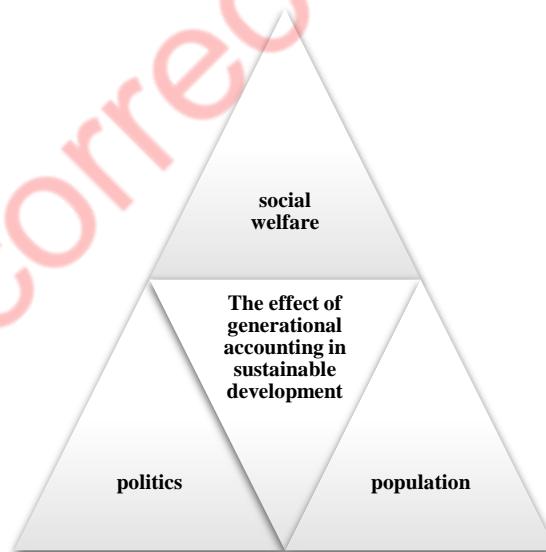 social
welfare
The effect of
generational
accounting in
sustainable
development
politics
population